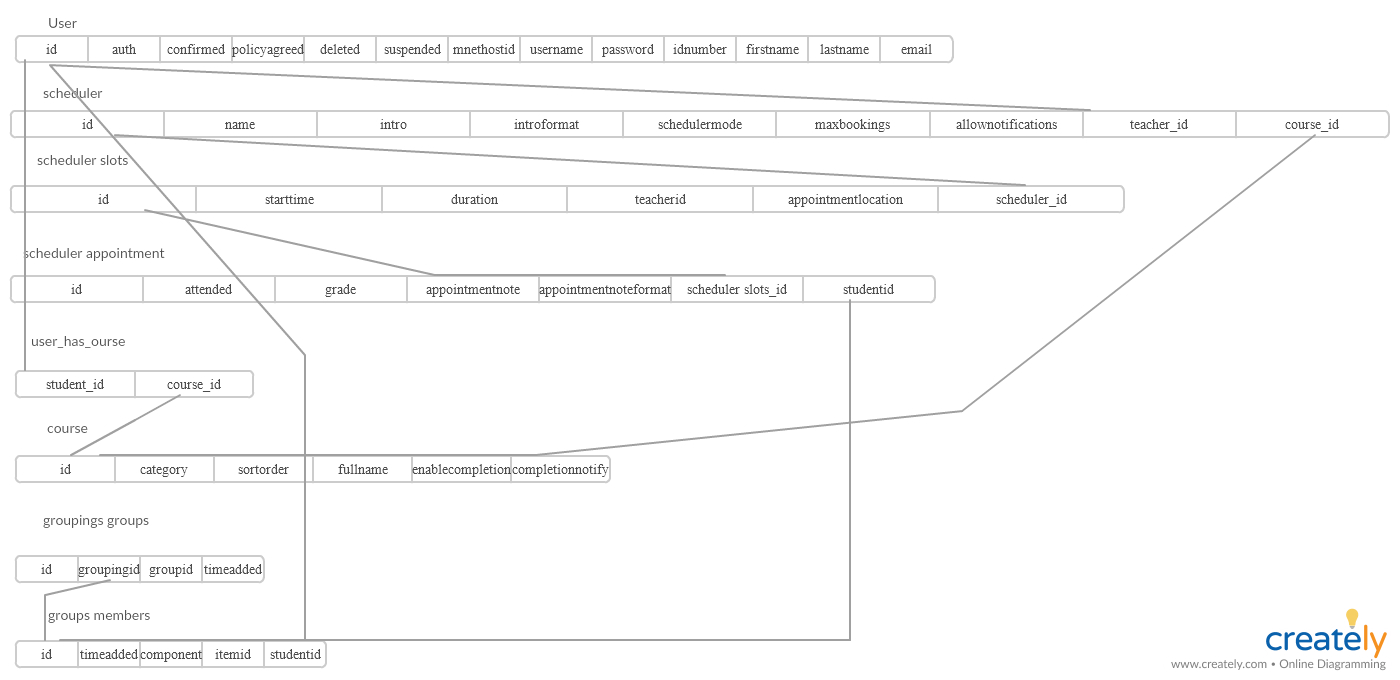 User
id auth confirmed policyagreed deleted suspended mnethostid username password idnumber firstname lastname email
scheduler
id name intro introformat schedulermode maxbookings allownotifications teacher_id course_id
scheduler slots
id starttime duration teacherid appointmentlocation scheduler_id
scheduler appointment
id attended grade appointmentnote appointmentnoteformat scheduler slots_id studentid
user_has_ourse
student_id course_id
course
id category sortorder fullname enablecompletion completionnotify
groupings groups
id groupingid groupid timeadded
groups members
id timeadded component itemid studentid
creately
www.creately.com • Online Diagramming